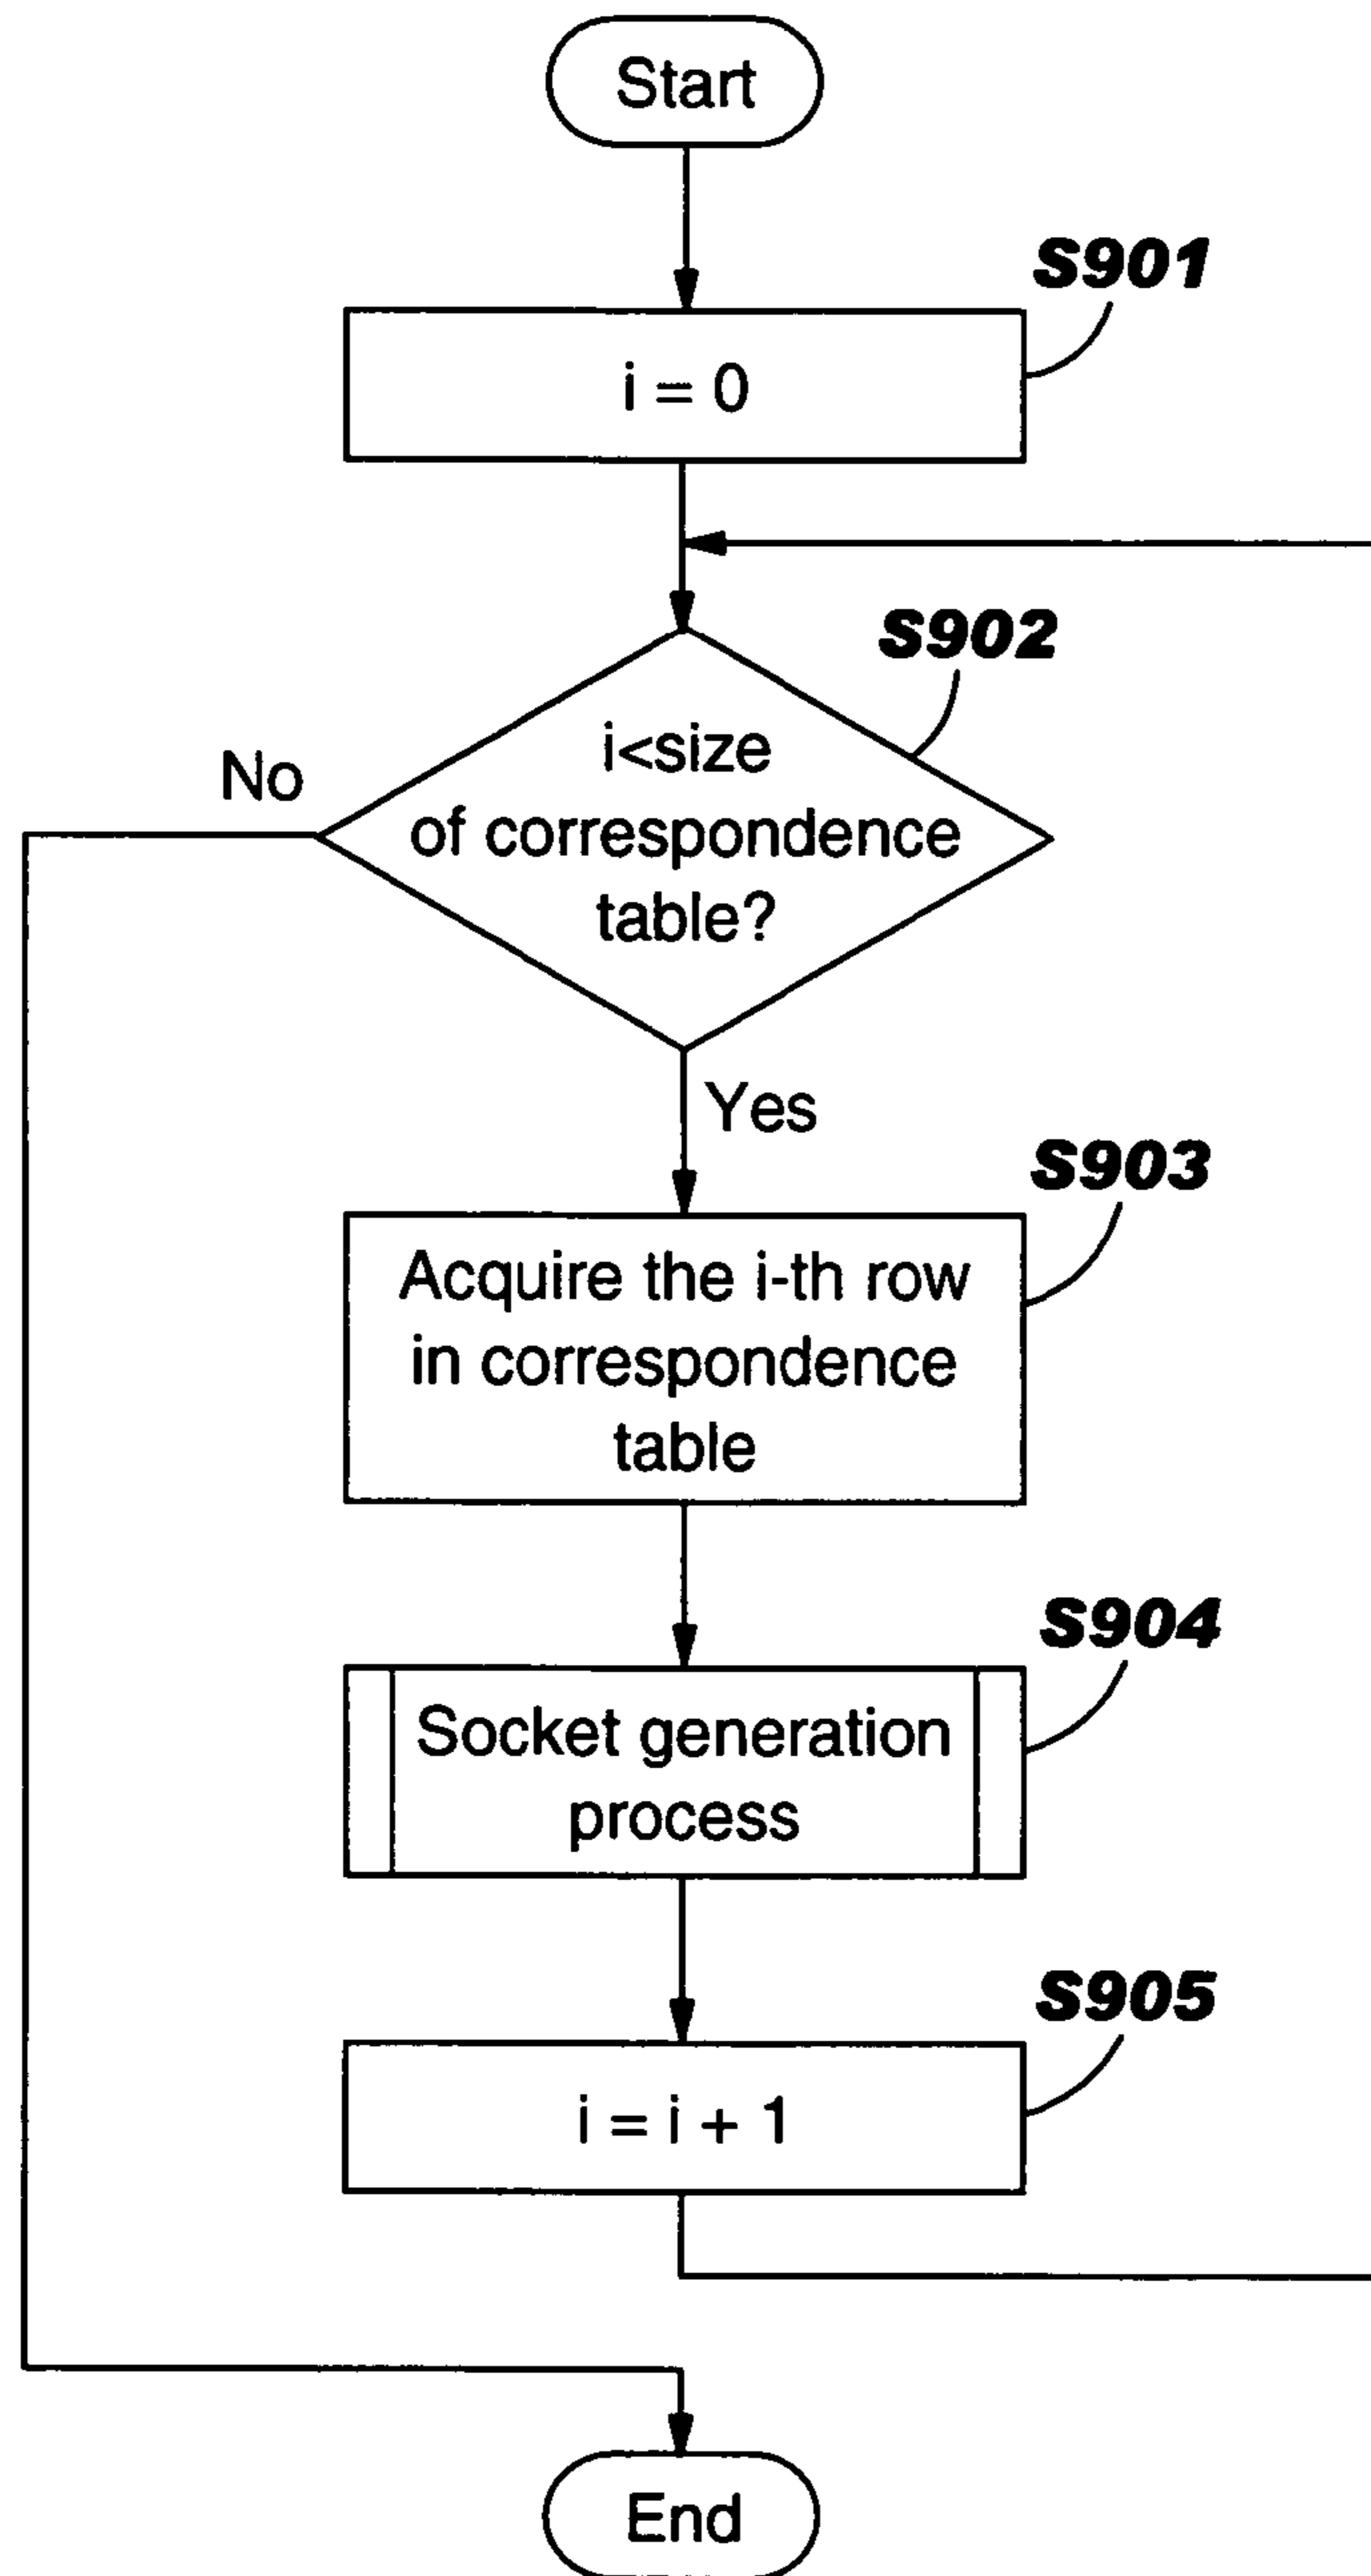 Start
S901
i = 0
S902
i<size
of correspondence
table?
No
Yes
S903
Acquire the i-th row
in correspondence
table
S904
Socket generation
process
S905
i = i + 1
End